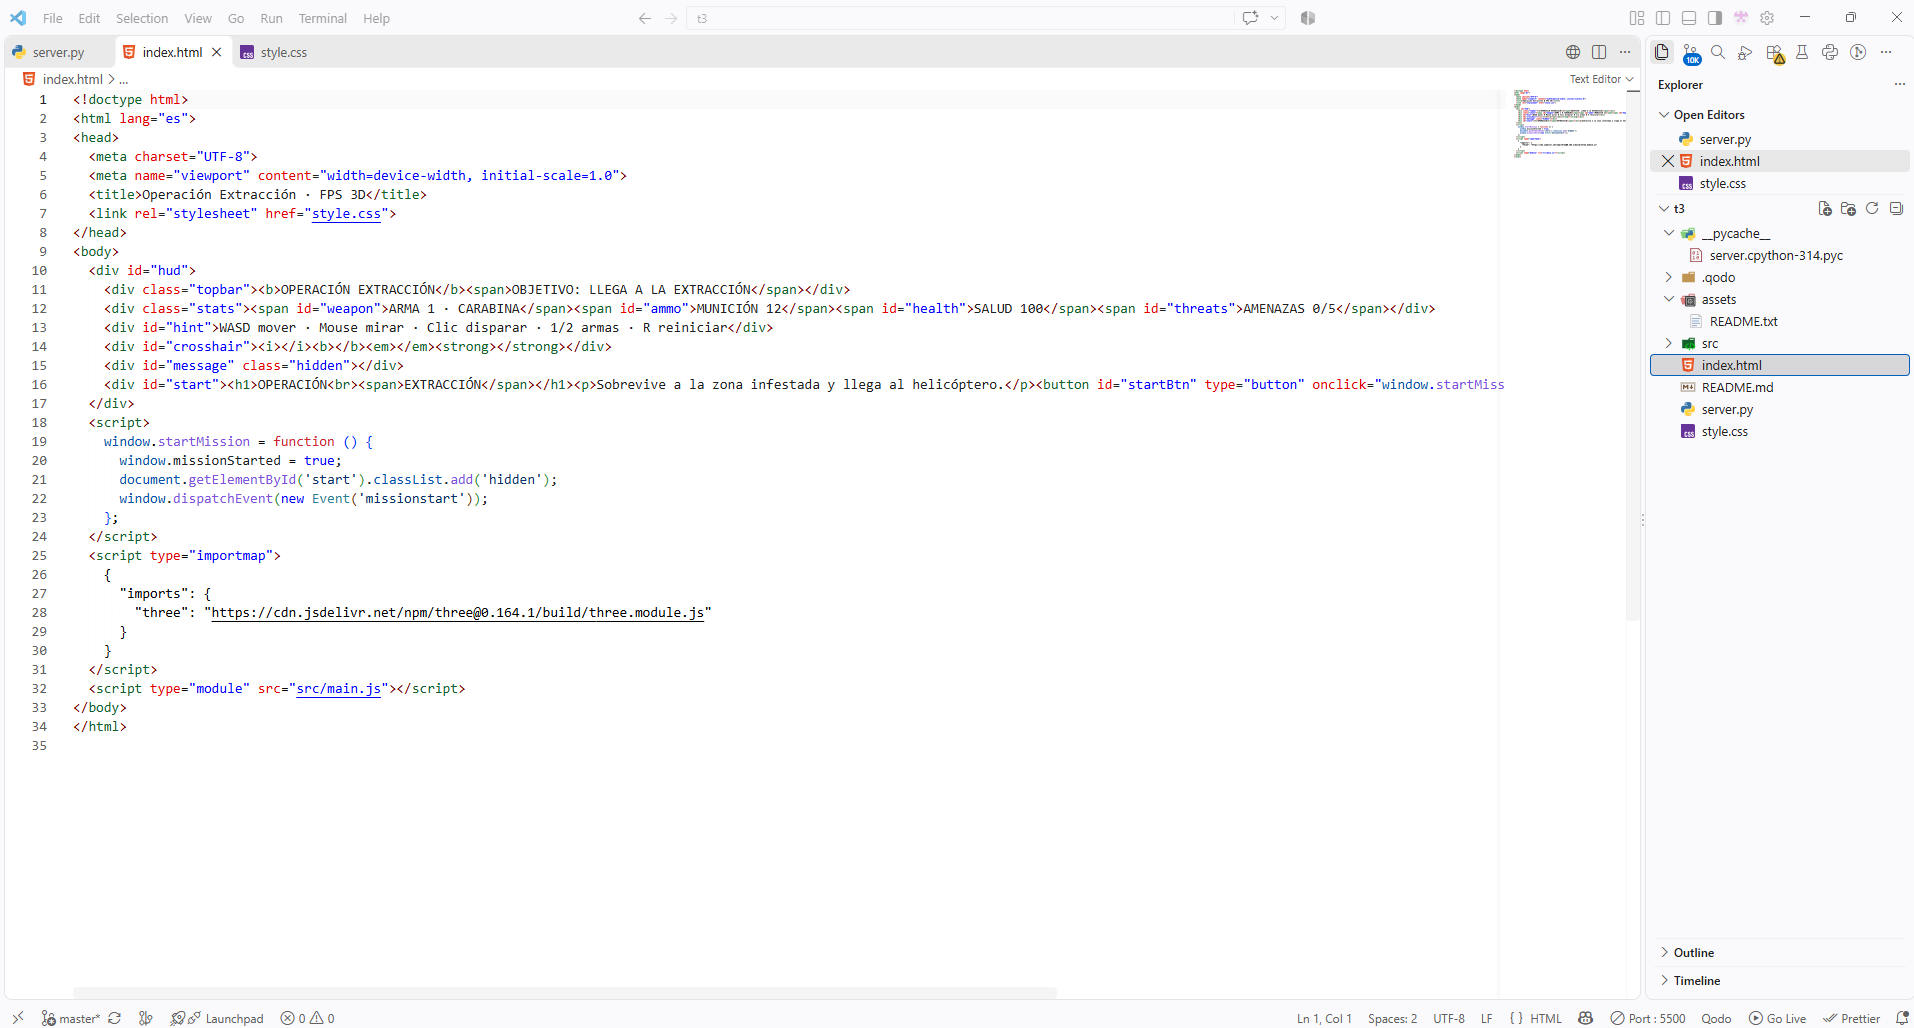 File Edit Selection View Go Run Terminal Help
t3
server.py index.html style.css
index.html > ...
Text Editor
1 <!doctype html>
2 <html lang="es">
3 <head>
4 <meta charset="UTF-8">
5 <meta name="viewport" content="width=device-width, initial-scale=1.0">
6 <title>Operación Extracción · FPS 3D</title>
7 <link rel="stylesheet" href="style.css">
8 </head>
9 <body>
10 <div id="hud">
11 <div class="topbar"><b>OPERACIÓN EXTRACCIÓN</b><span>OBJETIVO: LLEGA A LA EXTRACCIÓN</span></div>
12 <div class="stats"><span id="weapon">ARMA 1 · CARABINA</span><span id="ammo">MUNICIÓN 12</span><span id="health">SALUD 100</span><span id="threats">AMENAZAS 0/5</span></div>
13 <div id="hint">WASD mover · Mouse mirar · Clic disparar · 1/2 armas · R reiniciar</div>
14 <div id="crosshair"><i></i><b></b><em></em><strong></strong></div>
15 <div id="message" class="hidden"></div>
16 <div id="start"><h1>OPERACIÓN<br><span>EXTRACCIÓN</span></h1><p>Sobrevive a la zona infestada y llega al helicóptero.</p><button id="startBtn" type="button" onclick="window.startMiss
17 </div>
18 <script>
19 window.startMission = function () {
20 window.missionStarted = true;
21 document.getElementById('start').classList.add('hidden');
22 window.dispatchEvent(new Event('missionstart'));
23 };
24 </script>
25 <script type="importmap">
26 {
27 "imports": {
28 "three": "https://cdn.jsdelivr.net/npm/three@0.164.1/build/three.module.js"
29 }
30 }
31 </script>
32 <script type="module" src="src/main.js"></script>
33 </body>
34 </html>
35
10K
Explorer
Open Editors
server.py
index.html
style.css
t3
__pycache__
server.cpython-314.pyc
.qodo
assets
README.txt
src
index.html
README.md
server.py
style.css
Outline
Timeline
master* Launchpad 0 0 Ln 1, Col 1 Spaces: 2 UTF-8 LF { } HTML Port : 5500 Qodo Go Live Prettier